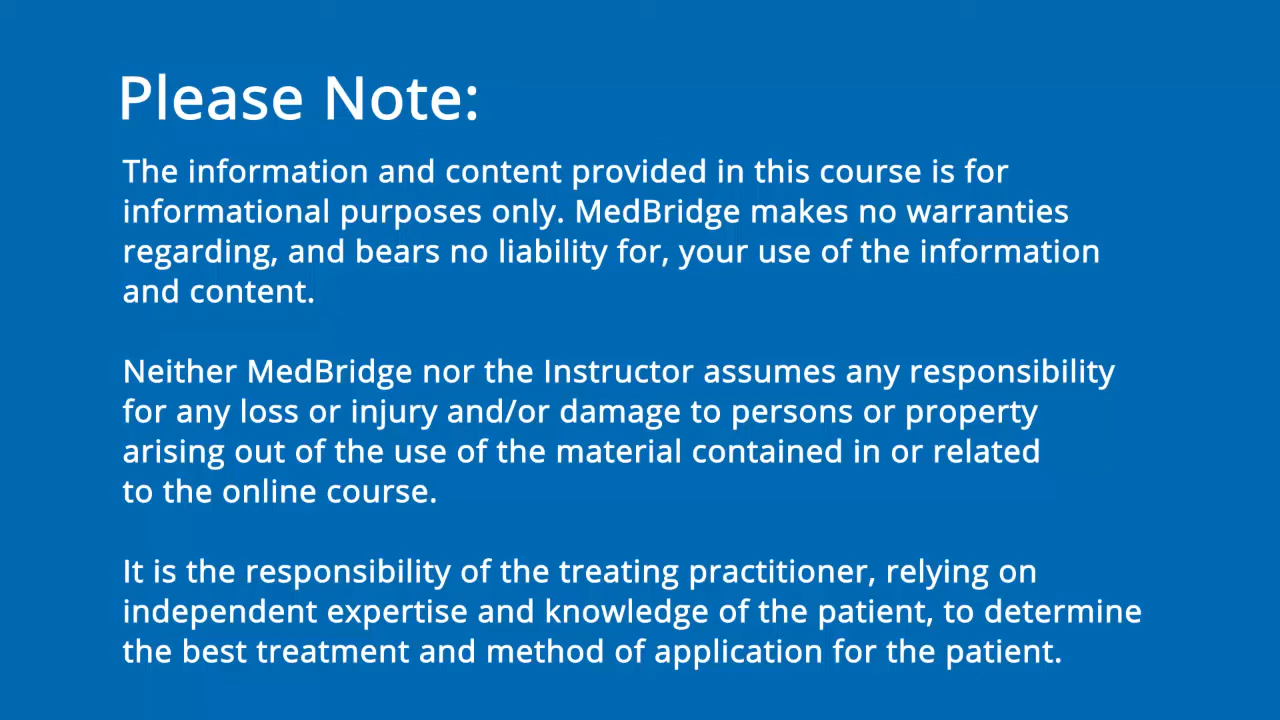 Please Note:
The information and content provided in this course is for
informational purposes only. MedBridge makes no warranties
regarding, and bears no liability for, your use of the information
and content.
Neither MedBridge nor the Instructor assumes any responsibility
for any loss or injury and/or damage to persons or property
arising out of the use of the material contained in or related
to the online course.
It is the responsibility of the treating practitioner, relying on
independent expertise and knowledge of the patient, to determine
the best treatment and method of application for the patient.